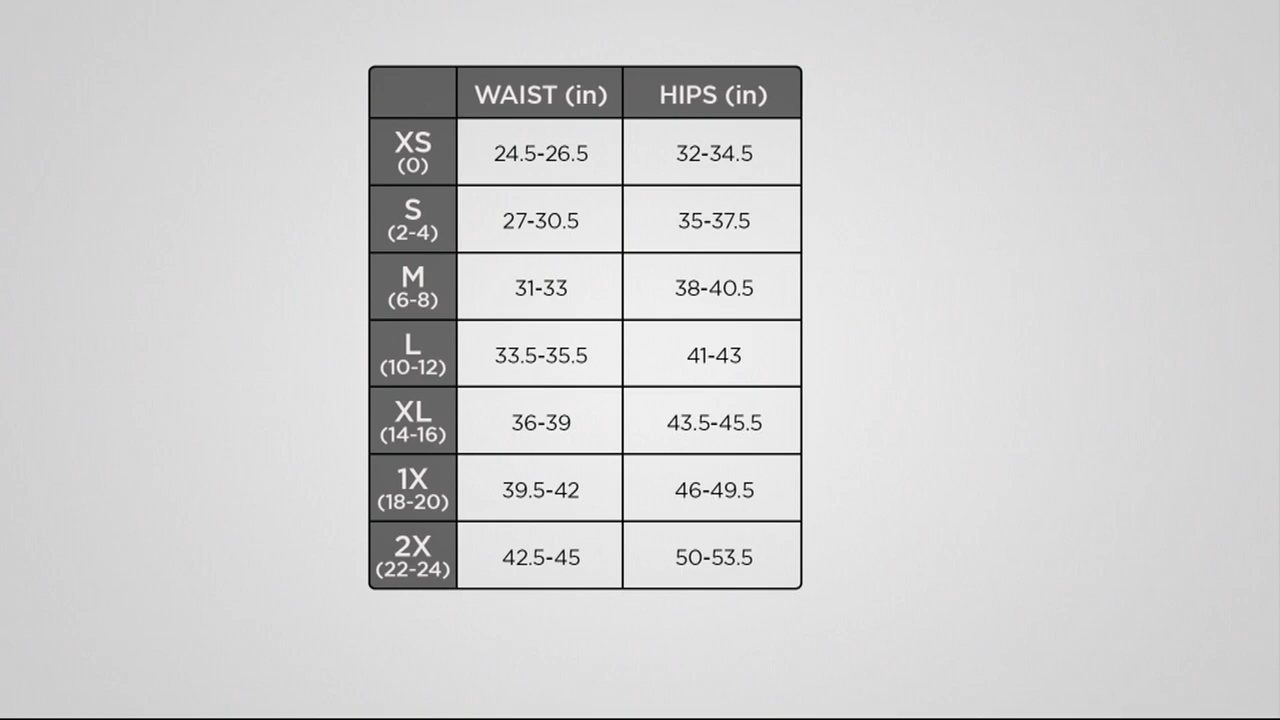 WAIST (in) HIPS (in)
XS
(0) 24.5-26.5 32-34.5
S
(2-4) 27-30.5 35-37.5
M
(6-8) 31-33 38-40.5
L
(10-12) 33.5-35.5 41-43
XL
(14-16) 36-39 43.5-45.5
1X
(18-20) 39.5-42 46-49.5
2X
(22-24) 42.5-45 50-53.5